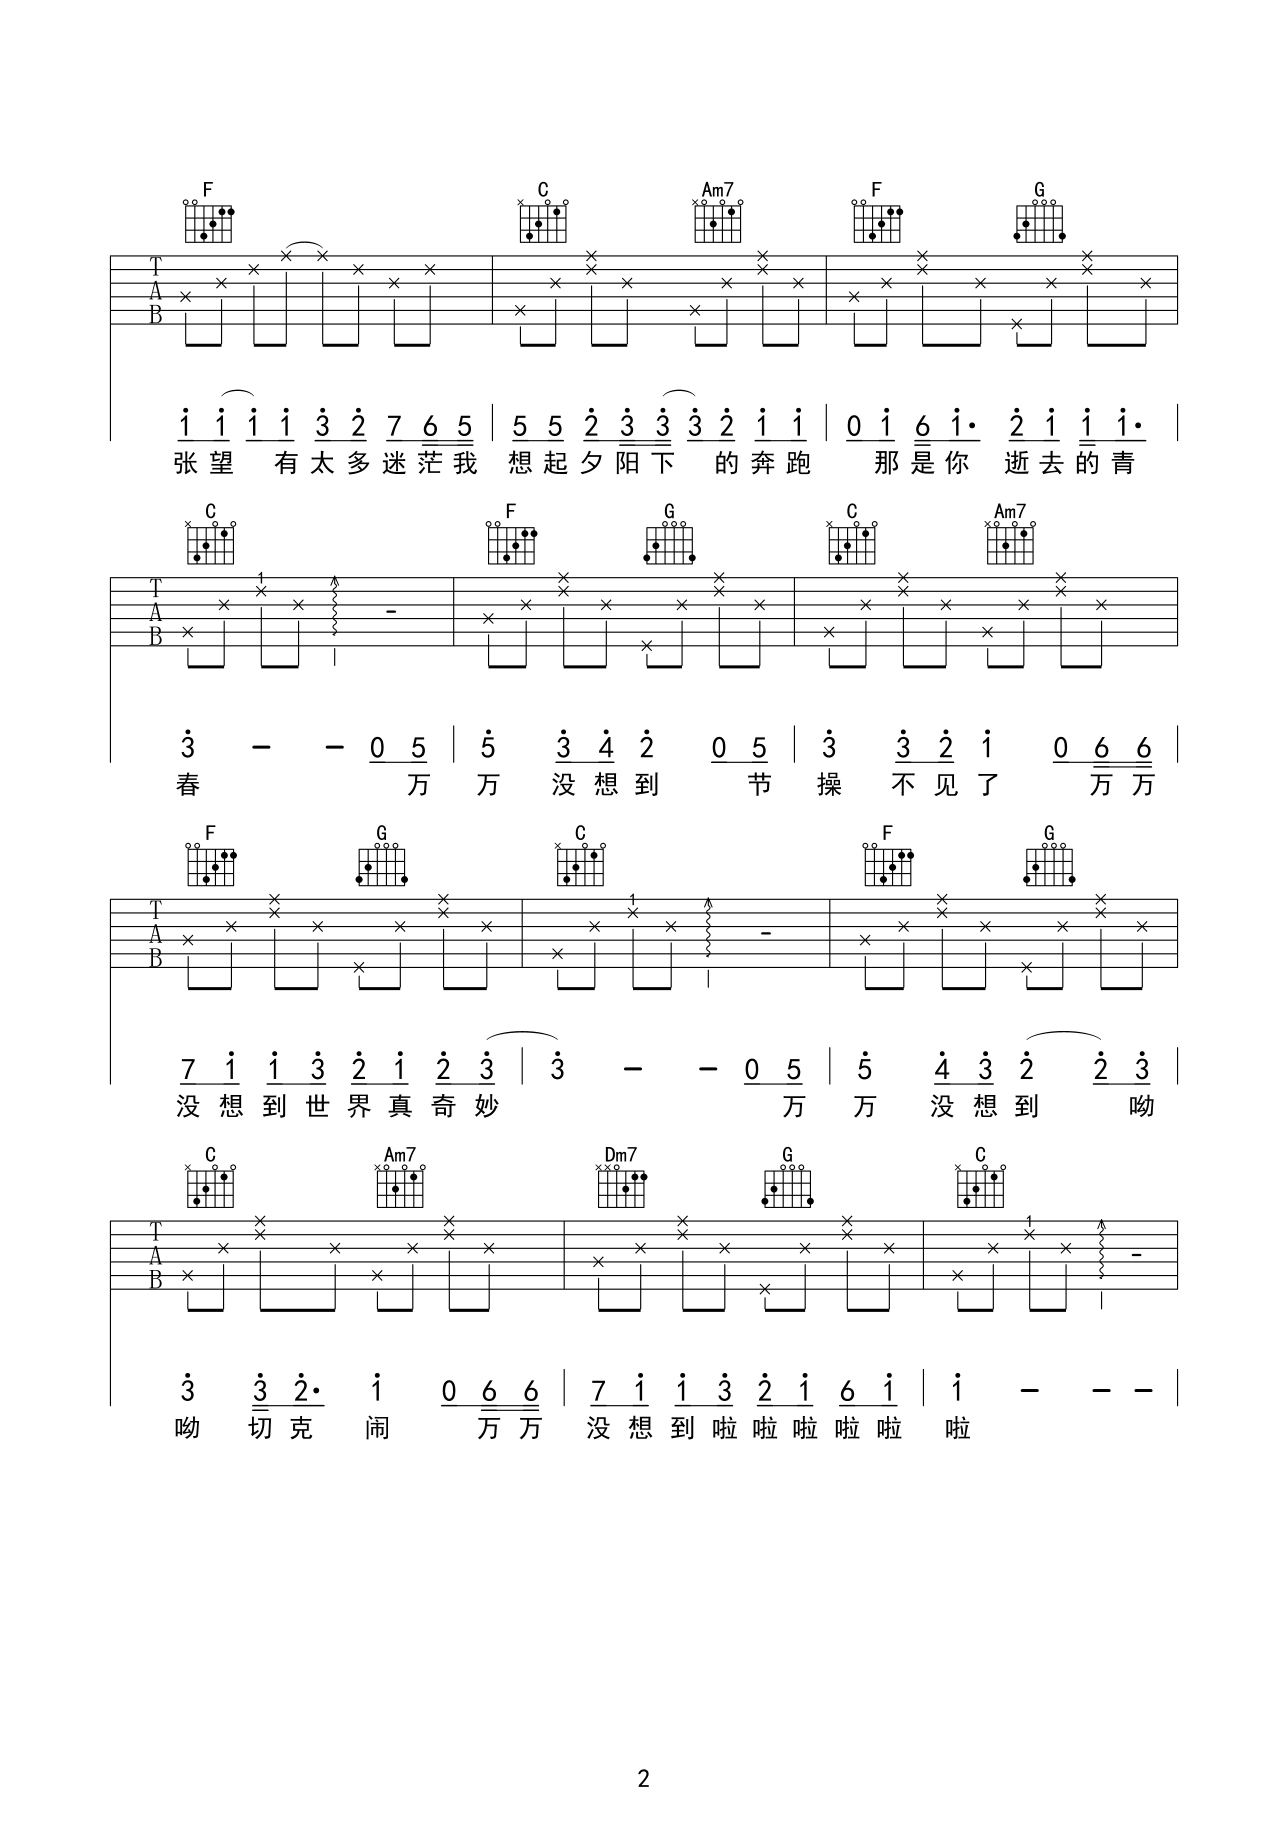 F C Am7 F G
T
A
B
1 1 1 1 3 2 7 6 5 5 5 2 3 3 3 2 1 1 0 1 6 1· 2 1 1 1·
张望 有太多迷茫我 想起夕阳下 的奔跑 那是你 逝去的青
C F G C Am7
1
T
A
B
3 – – 0 5 5 3 4 2 0 5 3 3 2 1 0 6 6
春 万 万 没想到 节 操 不见了 万万
F G C F G
1
T
A
B
7 1 1 3 2 1 2 3 3 – – 0 5 5 4 3 2 2 3
没想到世界真奇妙 万 万 没想到 呦
C Am7 Dm7 G C
1
T
A
B
3 3 2· 1 0 6 6 7 1 1 3 2 1 6 1 1 – – –
呦 切克 闹 万万 没想到啦啦啦啦啦 啦
2